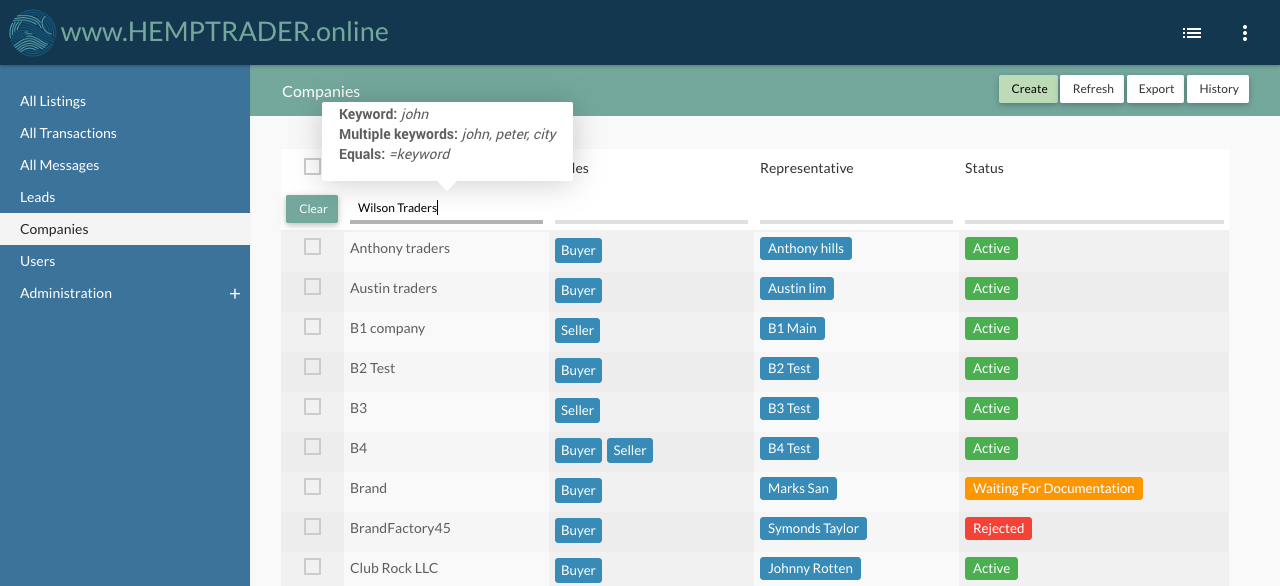 www.HEMPTRADER.online
Companies
Create Refresh Export History
All Listings
All Transactions
All Messages
Leads
Companies
Users
Administration +
Keyword: john
Multiple keywords: john, peter, city
Equals: =keyword
Representative Status
Clear Wilson Traders
Anthony traders Buyer Anthony hills Active
Austin traders Buyer Austin lim Active
B1 company Seller B1 Main Active
B2 Test Buyer B2 Test Active
B3 Seller B3 Test Active
B4 Buyer Seller B4 Test Active
Brand Buyer Marks San Waiting For Documentation
BrandFactory45 Buyer Symonds Taylor Rejected
Club Rock LLC Buyer Johnny Rotten Active